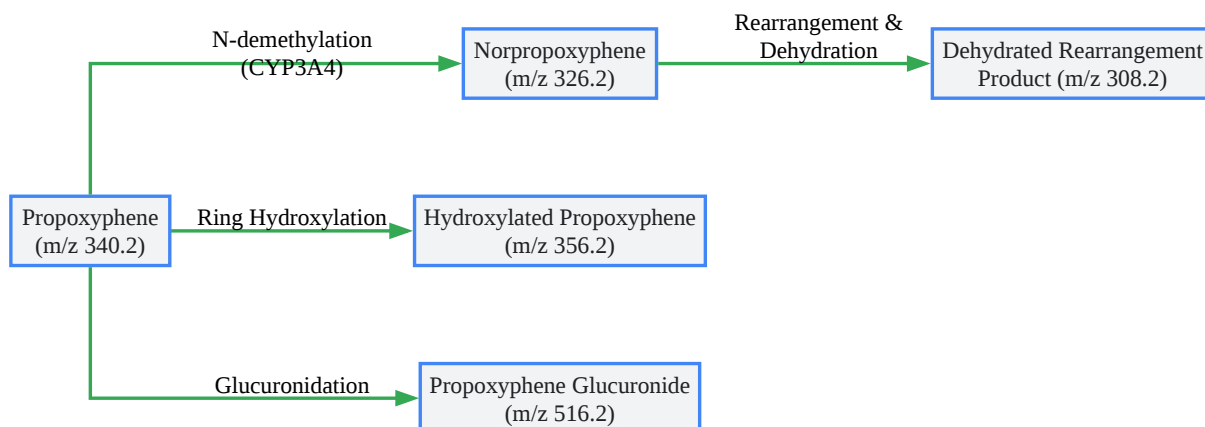 N-demethylation
(CYP3A4)
Norpropoxyphene
(m/z 326.2)
Rearrangement &
Dehydration
Dehydrated Rearrangement
Product (m/z 308.2)
Propoxyphene
(m/z 340.2)
Ring Hydroxylation
Hydroxylated Propoxyphene
(m/z 356.2)
Glucuronidation
Propoxyphene Glucuronide
(m/z 516.2)